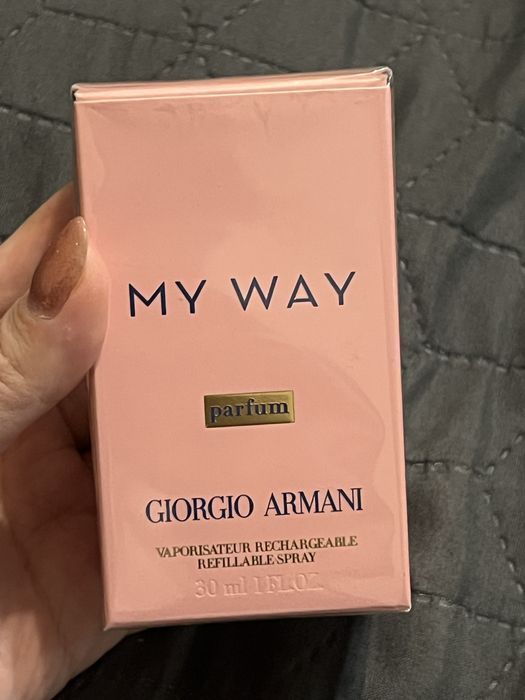 MY WAY
parfum
GIORGIO ARMANI
VAPORISATEUR RECHARGEABLE
REFILLABLE SPRAY
30 ml 1 FL.OZ.